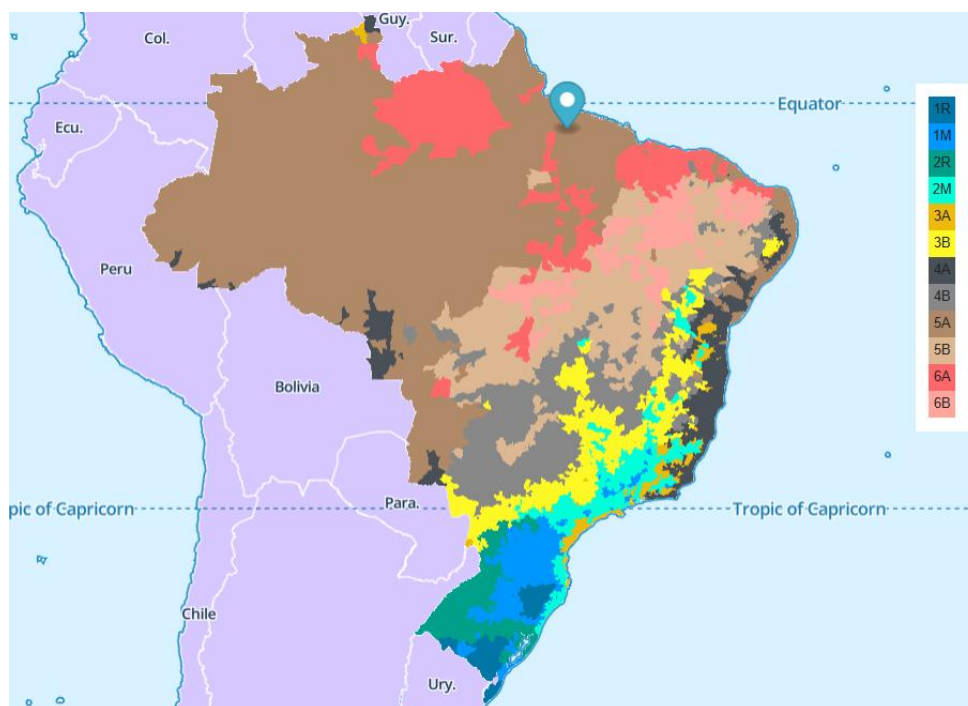 Guy.
Col.
Sur.
Equator
Ecu.
Peru
Bolivia
Para.
pic of Capricorn
Tropic of Capricorn
Chile
Ury.
1R
1M
2R
2M
3A
3B
4A
4B
5A
5B
6A
6B